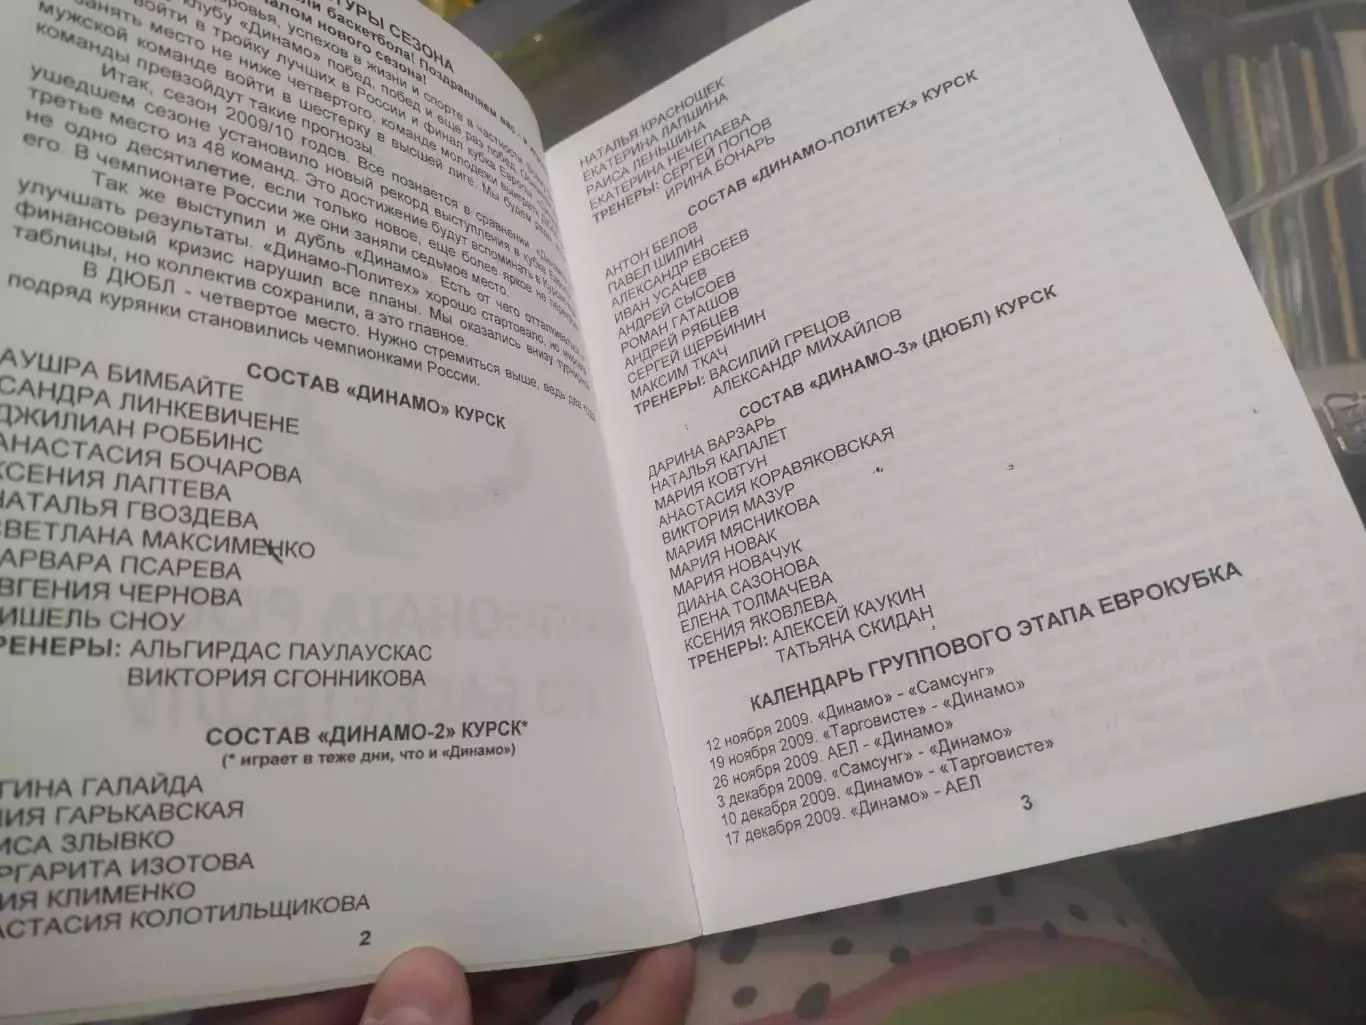 ТУРЫ СЕЗОНА
ли баскетбола! Поздравляем вас
алом нового сезона!
оровья, успехов в жизни и спорте в частности.
клубу «Динамо» побед, побед и еще раз побед.
войти в тройку лучших в России и финал кубка Европы
занять место не ниже четвертого, команде молодежи выиграть
мужской команде войти в шестерку в высшей лиге. Мы будем
команды превзойдут такие прогнозы.
Итак, сезон 2009/10 годов. Все познается в сравнении. «Динамо»
ушедшем сезоне установило новый рекорд выступления в кубке
третье место из 48 команд. Это достижение будут вспоминать в Курске
не одно десятилетие, если только новое, еще более яркое не
его. В чемпионате России же они заняли седьмое место.
Так же выступил и дубль «Динамо». Есть от чего отталкиваться,
улучшать результаты. «Динамо-Политех» хорошо стартовало, но
финансовый кризис нарушил все планы. Мы оказались внизу турнирной
таблицы, но коллектив сохранили, а это главное.
В ДЮБЛ - четвертое место. Нужно стремиться выше, ведь два года
подряд курянки становились чемпионками России.
СОСТАВ «ДИНАМО» КУРСК
АУШРА БИМБАЙТЕ
САНДРА ЛИНКЕВИЧЕНЕ
ДЖИЛИАН РОББИНС
АНАСТАСИЯ БОЧАРОВА
КСЕНИЯ ЛАПТЕВА
НАТАЛЬЯ ГВОЗДЕВА
СВЕТЛАНА МАКСИМЕНКО
АРВАРА ПСАРЕВА
ВГЕНИЯ ЧЕРНОВА
ИШЕЛЬ СНОУ
ТРЕНЕРЫ: АЛЬГИРДАС ПАУЛАУСКАС
ВИКТОРИЯ СГОННИКОВА
СОСТАВ «ДИНАМО-2» КУРСК*
(* играет в теже дни, что и «Динамо»)
ГИНА ГАЛАЙДА
ИЯ ГАРЬКАВСКАЯ
ИСА ЗЛЫВКО
РГАРИТА ИЗОТОВА
ИЯ КЛИМЕНКО
АСТАСИЯ КОЛОТИЛЬЩИКОВА
2
НАТАЛЬЯ КРАСНОЩЕК
ЕКАТЕРИНА ЛАПШИНА
РАИСА ПЕНЬШИНА
ЕКАТЕРИНА НЕЧЕПАЕВА
ТРЕНЕРЫ: СЕРГЕЙ ПОПОВ
ИРИНА БОНАРЬ
СОСТАВ «ДИНАМО-ПОЛИТЕХ» КУРСК
АНТОН БЕЛОВ
ПАВЕЛ ШИЛИН
АЛЕКСАНДР ЕВСЕЕВ
ИВАН УСАЧЕВ
АНДРЕЙ СЫСОЕВ
РОМАН ГАТАШОВ
АНДРЕЙ РЯБЦЕВ
СЕРГЕЙ ЩЕРБИНИН
МАКСИМ ТКАЧ
ТРЕНЕРЫ: ВАСИЛИЙ ГРЕЦОВ
АЛЕКСАНДР МИХАЙЛОВ
СОСТАВ «ДИНАМО-3» (ДЮБЛ) КУРСК
ДАРИНА ВАРЗАРЬ
НАТАЛЬЯ КАПАЛЕТ
МАРИЯ КОВТУН
АНАСТАСИЯ КОРАВЯКОВСКАЯ
ВИКТОРИЯ МАЗУР
МАРИЯ МЯСНИКОВА
МАРИЯ НОВАК
МАРИЯ НОВАЧУК
ДИАНА САЗОНОВА
ЕЛЕНА ТОЛМАЧЕВА
КСЕНИЯ ЯКОВЛЕВА
ТРЕНЕРЫ: АЛЕКСЕЙ КАУКИН
ТАТЬЯНА СКИДАН
КАЛЕНДАРЬ ГРУППОВОГО ЭТАПА ЕВРОКУБКА
12 ноября 2009. «Динамо» - «Самсунг»
19 ноября 2009. «Тарговисте» - «Динамо»
26 ноября 2009. АЕЛ - «Динамо»
3 декабря 2009. «Самсунг» - «Динамо»
10 декабря 2009. «Динамо» - «Тарговисте»
17 декабря 2009. «Динамо» - АЕЛ
3